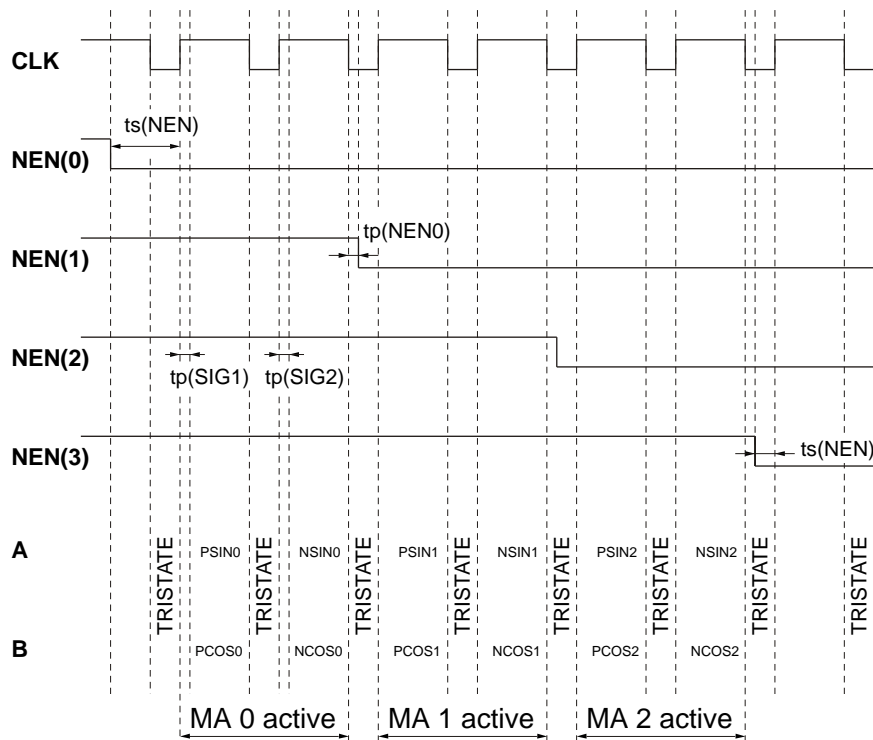 CLK
ts(NEN)
NEN(0)
tp(NEN0)
NEN(1)
NEN(2)
tp(SIG1) tp(SIG2)
NEN(3)
ts(NEN)
A
PSIN0 NSIN0 PSIN1 NSIN1 PSIN2 NSIN2
TRISTATE TRISTATE TRISTATE TRISTATE TRISTATE TRISTATE TRISTATE TRISTATE
B
PCOS0 NCOS0 PCOS1 NCOS1 PCOS2 NCOS2
MA 0 active MA 1 active MA 2 active